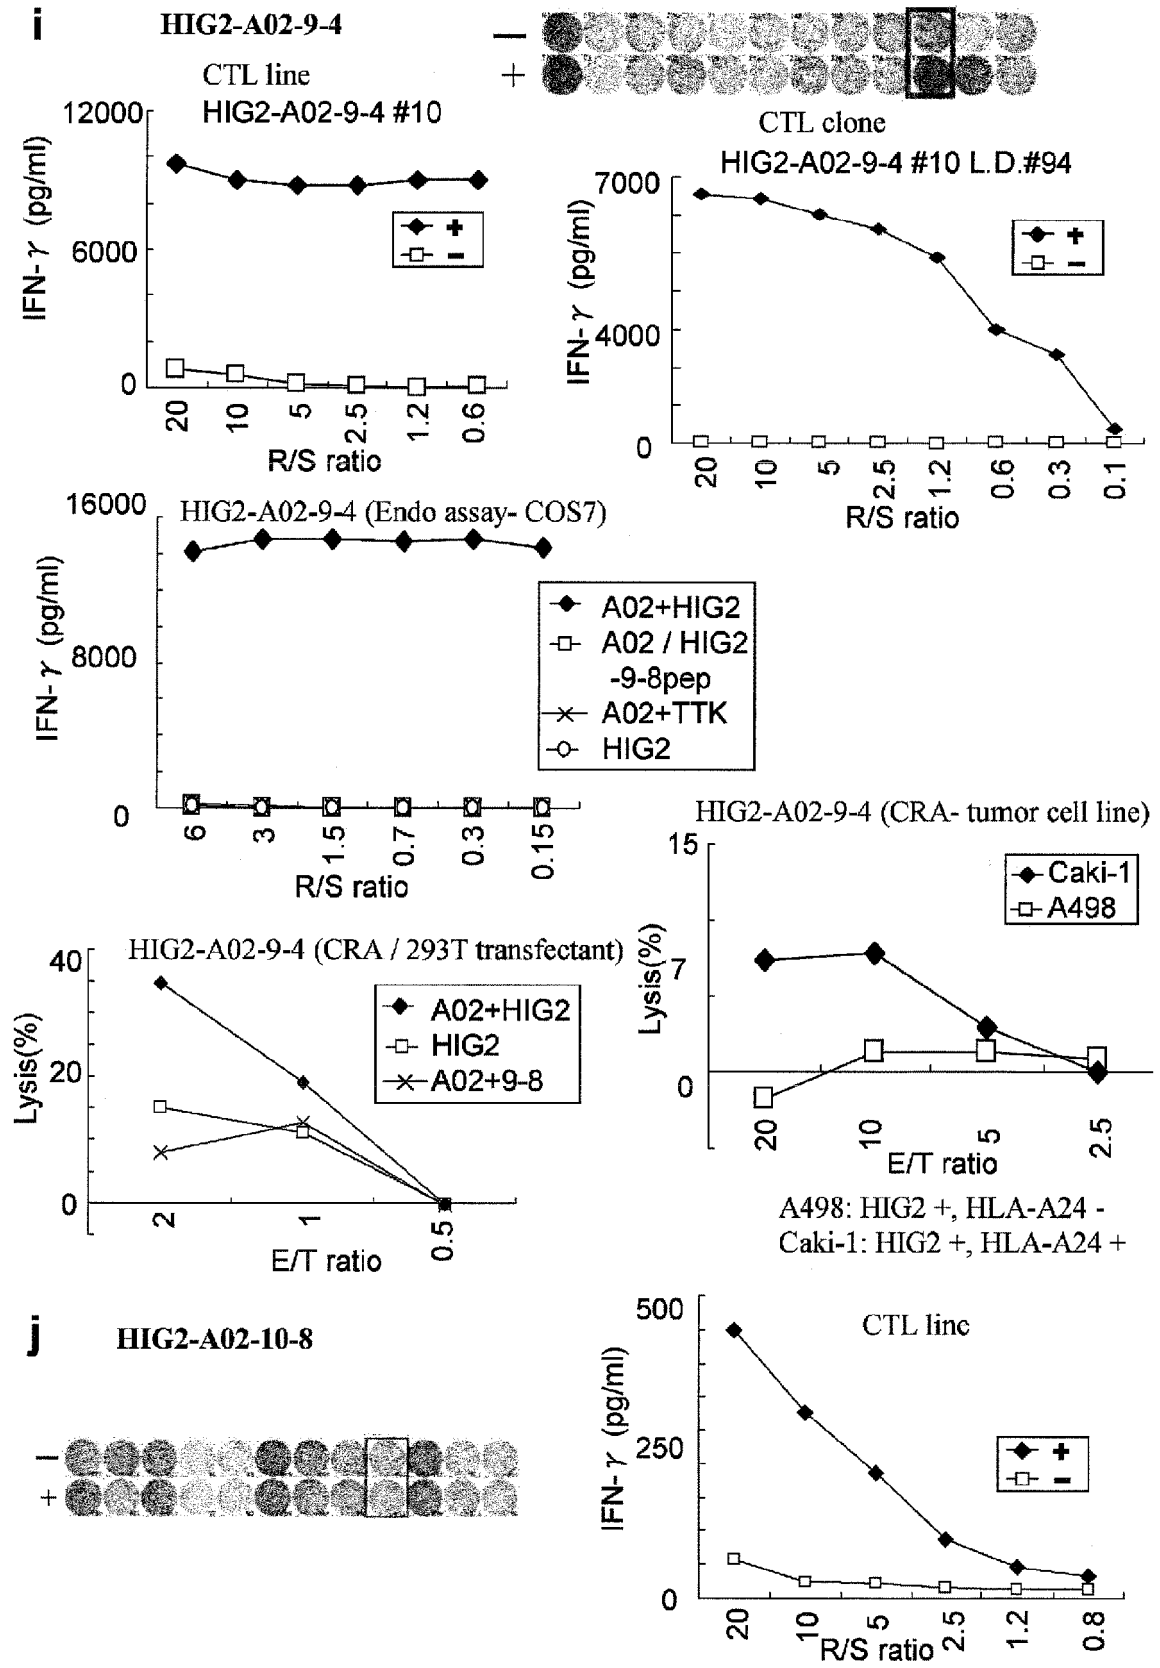 i
HIG2-A02-9-4
−
+
CTL line
HIG2-A02-9-4 #10
12000
6000
0
IFN-γ (pg/ml)
+
−
20 10 5 2.5 1.2 0.6
R/S ratio
CTL clone
HIG2-A02-9-4 #10 L.D.#94
7000
4000
0
IFN-γ (pg/ml)
+
−
20 10 5 2.5 1.2 0.6 0.3 0.1
R/S ratio
HIG2-A02-9-4 (Endo assay- COS7)
16000
8000
0
IFN-γ (pg/ml)
A02+HIG2
A02 / HIG2
-9-8pep
A02+TTK
HIG2
6 3 1.5 0.7 0.3 0.15
R/S ratio
HIG2-A02-9-4 (CRA- tumor cell line)
15
7
0
Lysis(%)
Caki-1
A498
20 10 5 2.5
E/T ratio
A498: HIG2 +, HLA-A24 -
Caki-1: HIG2 +, HLA-A24 +
HIG2-A02-9-4 (CRA / 293T transfectant)
40
20
0
Lysis(%)
A02+HIG2
HIG2
A02+9-8
2 1 0.5
E/T ratio
j
HIG2-A02-10-8
−
+
CTL line
500
250
0
IFN-γ (pg/ml)
+
−
20 10 5 2.5 1.2 0.8
R/S ratio